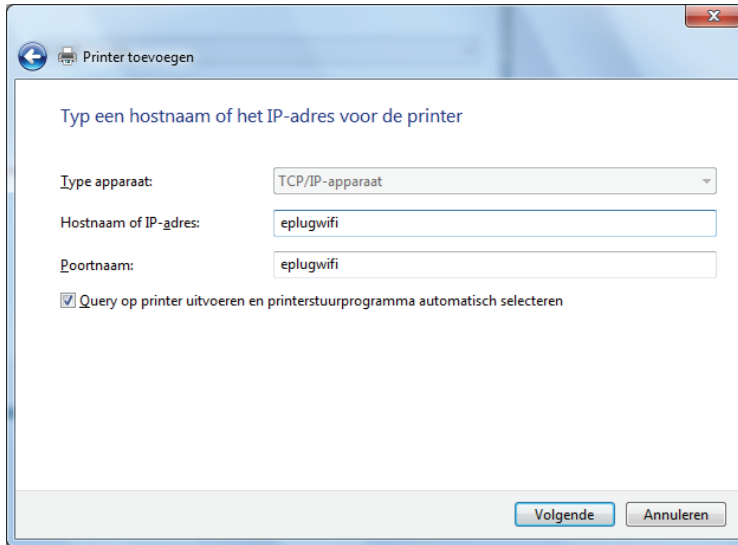 Printer toevoegen
Typ een hostnaam of het IP-adres voor de printer
Type apparaat: TCP/IP-apparaat
Hostnaam of IP-adres: eplugwifi
Poortnaam: eplugwifi
Query op printer uitvoeren en printerstuurprogramma automatisch selecteren
Volgende Annuleren